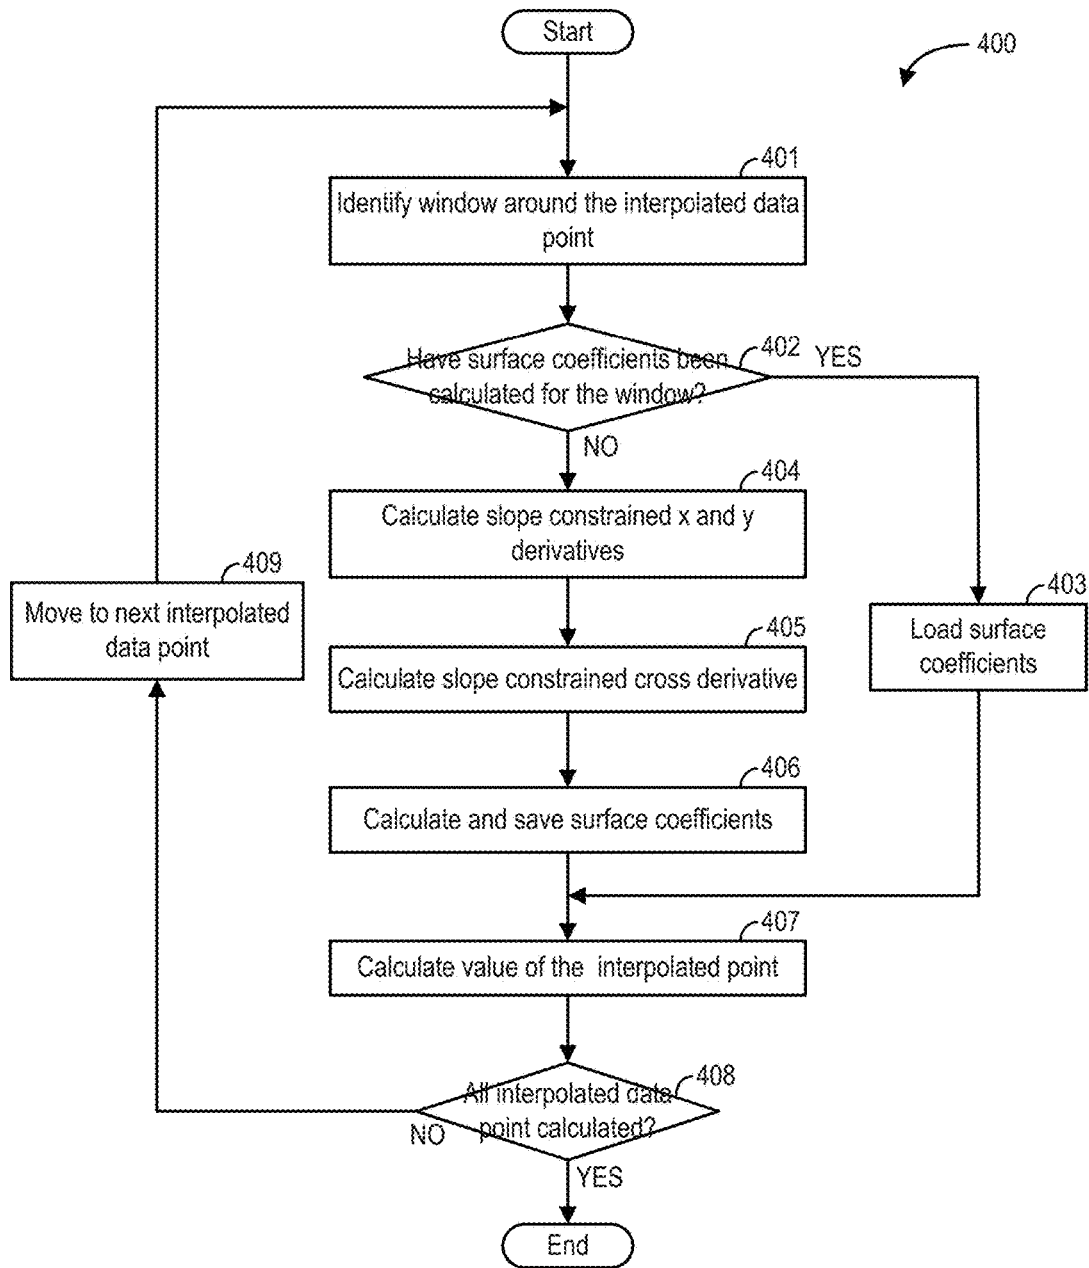 Start
400
401
Identify window around the interpolated data
point
402
Have surface coefficients been
calculated for the window?
YES
NO
404
Calculate slope constrained x and y
derivatives
409
Move to next interpolated
data point
403
Load surface
coefficients
405
Calculate slope constrained cross derivative
406
Calculate and save surface coefficients
407
Calculate value of the interpolated point
408
All interpolated data
point calculated?
NO
YES
End